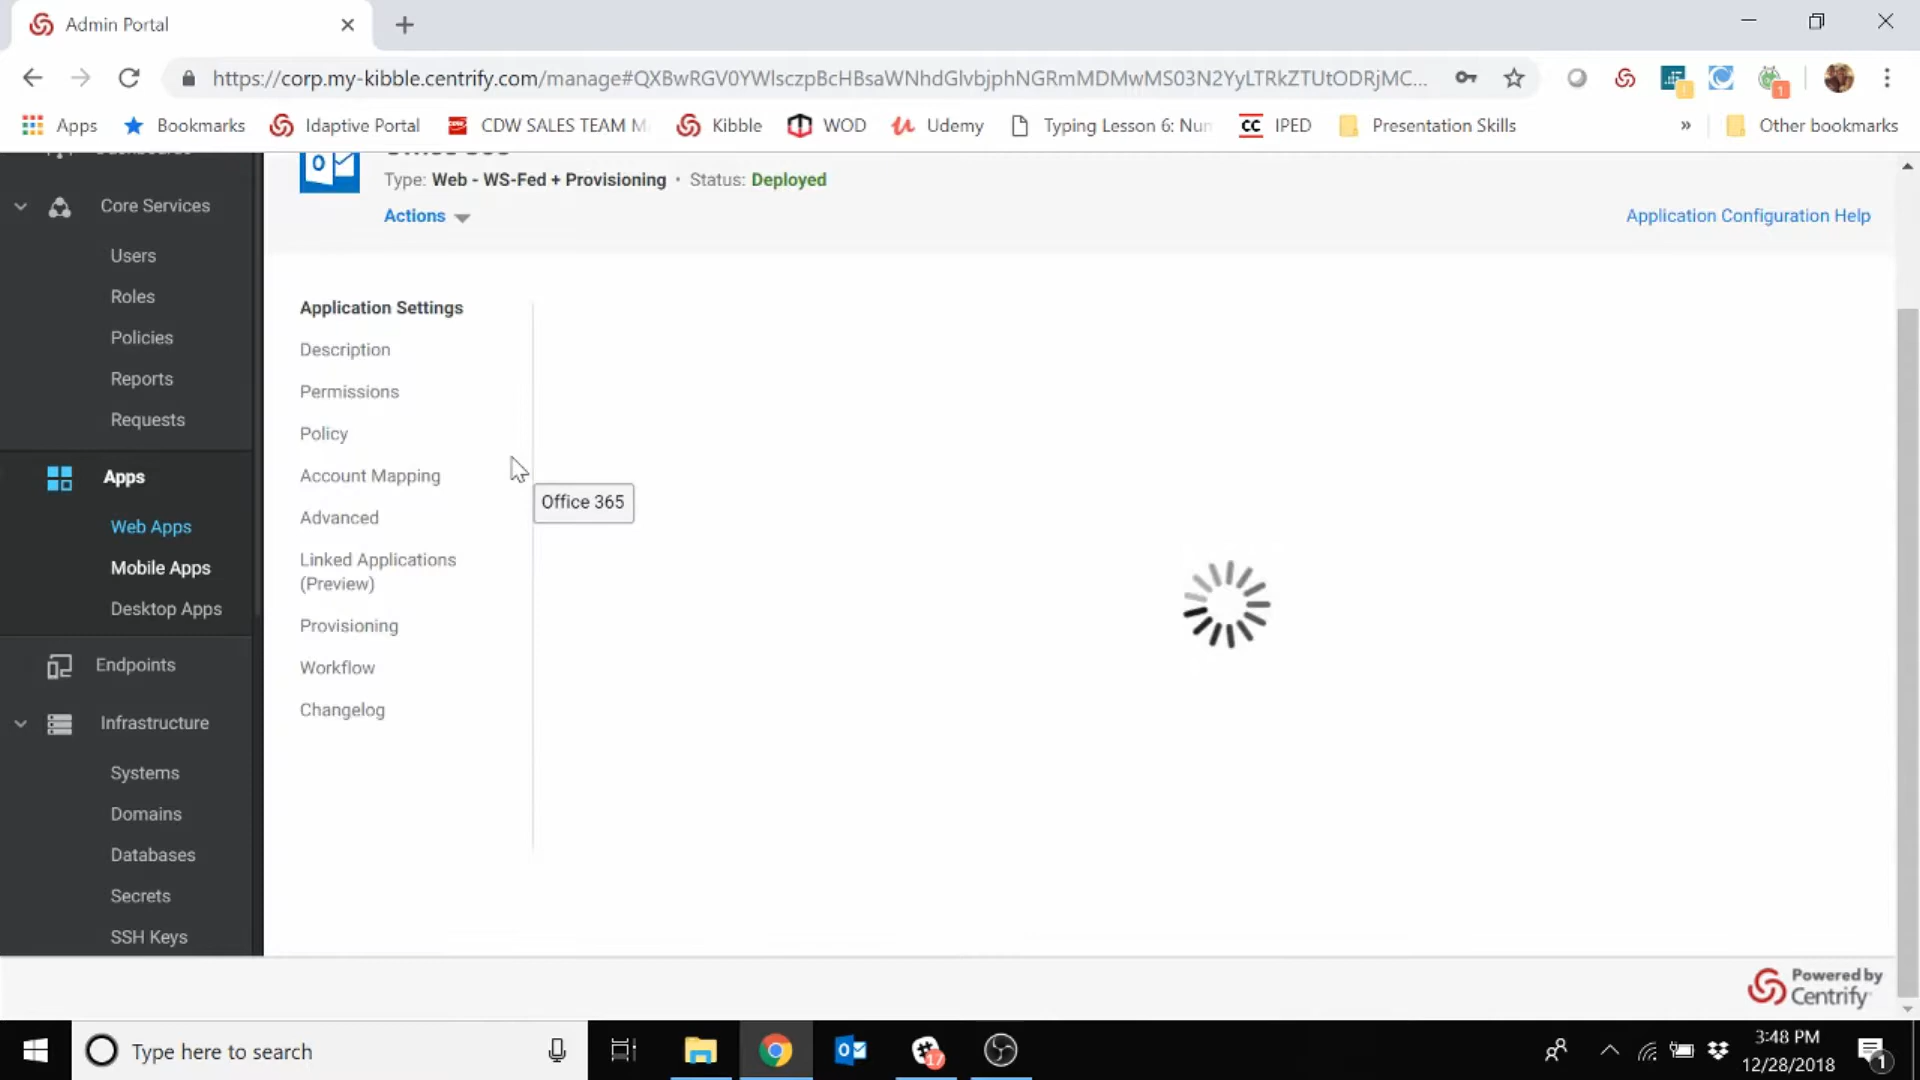 Admin Portal
https://corp.my-kibble.centrify.com/manage#QXBwRGV0YWlsczpBcHBsaWNhdGlvbjphNGRmMDMwMS03N2YyLTRkZTUtODRjMC...
Apps
Bookmarks
Idaptive Portal
CDW SALES TEAM M
Kibble
WOD
Udemy
Typing Lesson 6: Nun
CC IPED
Presentation Skills
»
Other bookmarks
Core Services
Users
Roles
Policies
Reports
Requests
Apps
Web Apps
Mobile Apps
Desktop Apps
Endpoints
Infrastructure
Systems
Domains
Databases
Secrets
SSH Keys
Type: Web - WS-Fed + Provisioning • Status: Deployed
Actions
Application Configuration Help
Application Settings
Description
Permissions
Policy
Account Mapping
Advanced
Linked Applications
(Preview)
Provisioning
Workflow
Changelog
Office 365
Powered by
Centrify
Type here to search
17
3:48 PM
12/28/2018
1